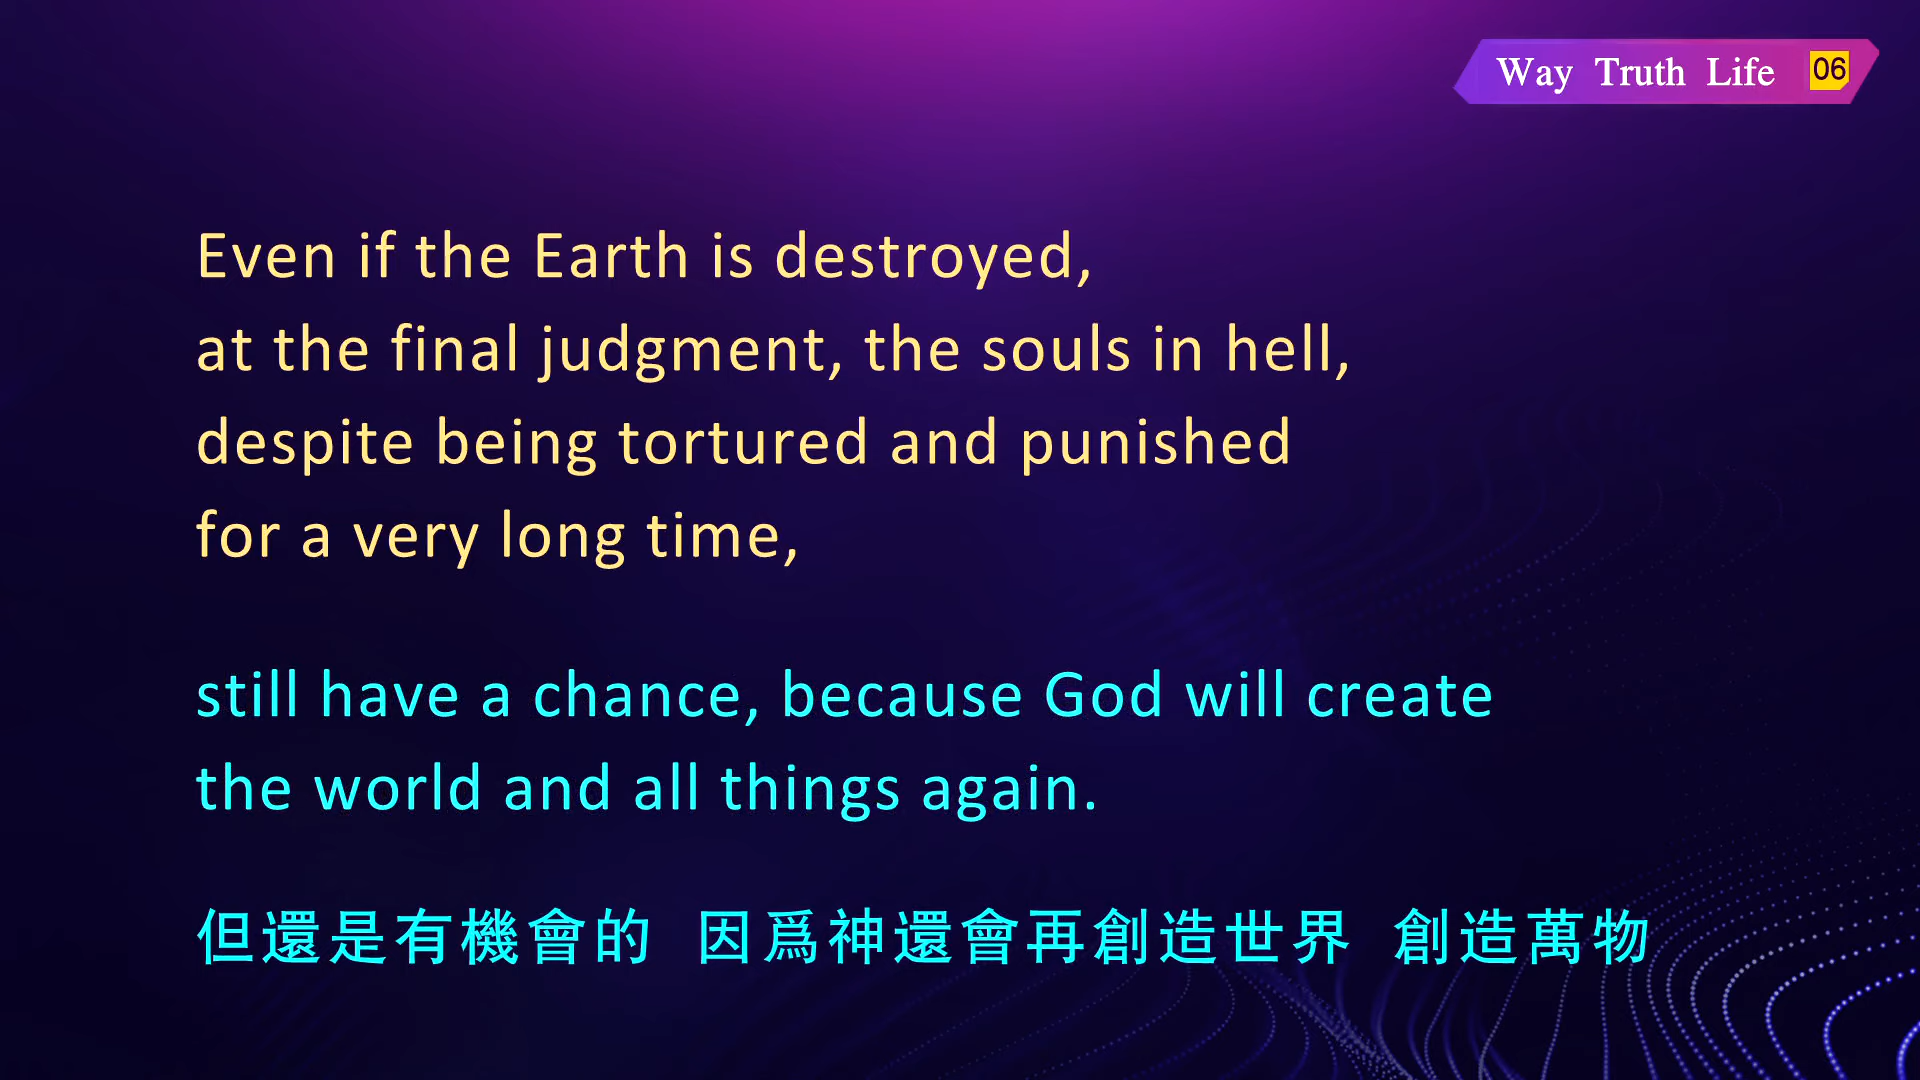 Way Truth Life 06
Even if the Earth is destroyed,
at the final judgment, the souls in hell,
despite being tortured and punished
for a very long time,
still have a chance, because God will create
the world and all things again.
但還是有機會的 因爲神還會再創造世界 創造萬物